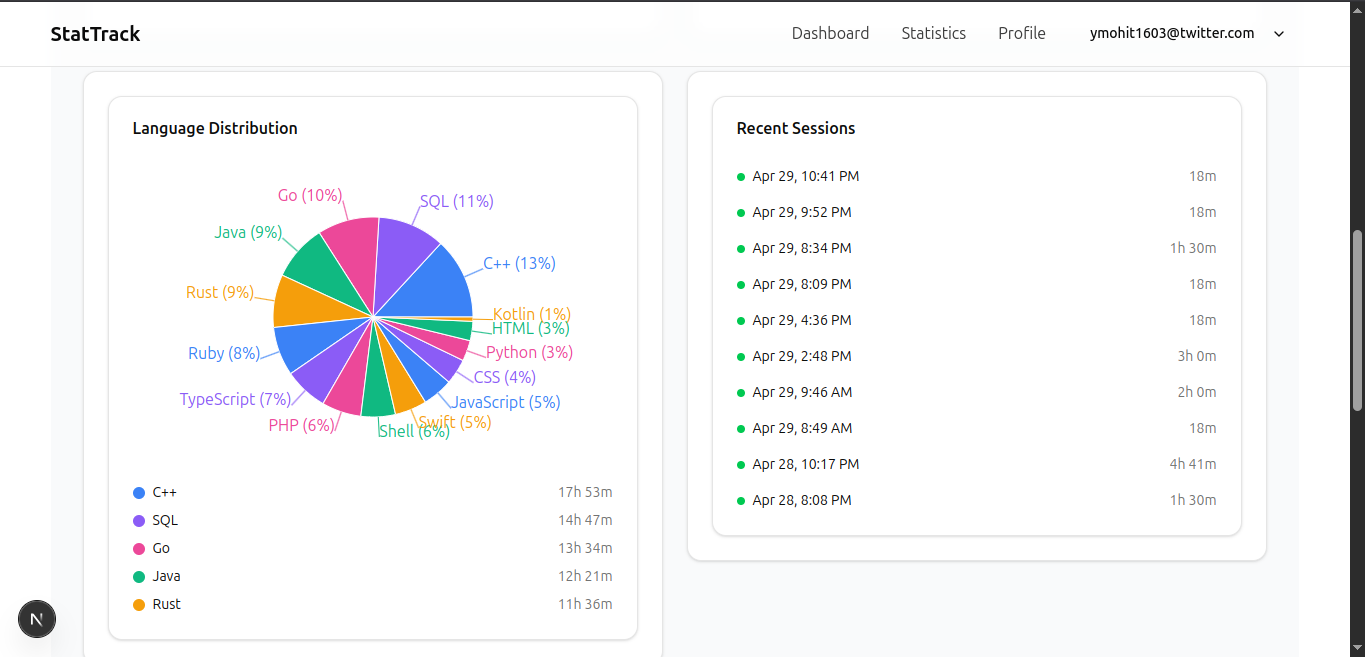 StatTrack
Dashboard Statistics Profile ymohit1603@twitter.com
Language Distribution
Go (10%)
SQL (11%)
Java (9%)
C++ (13%)
Rust (9%)
Kotlin (1%)
HTML (3%)
Ruby (8%)
Python (3%)
CSS (4%)
TypeScript (7%)
JavaScript (5%)
PHP (6%)
Swift (5%)
Shell (6%)
C++ 17h 53m
SQL 14h 47m
Go 13h 34m
Java 12h 21m
Rust 11h 36m
Recent Sessions
Apr 29, 10:41 PM 18m
Apr 29, 9:52 PM 18m
Apr 29, 8:34 PM 1h 30m
Apr 29, 8:09 PM 18m
Apr 29, 4:36 PM 18m
Apr 29, 2:48 PM 3h 0m
Apr 29, 9:46 AM 2h 0m
Apr 29, 8:49 AM 18m
Apr 28, 10:17 PM 4h 41m
Apr 28, 8:08 PM 1h 30m
N